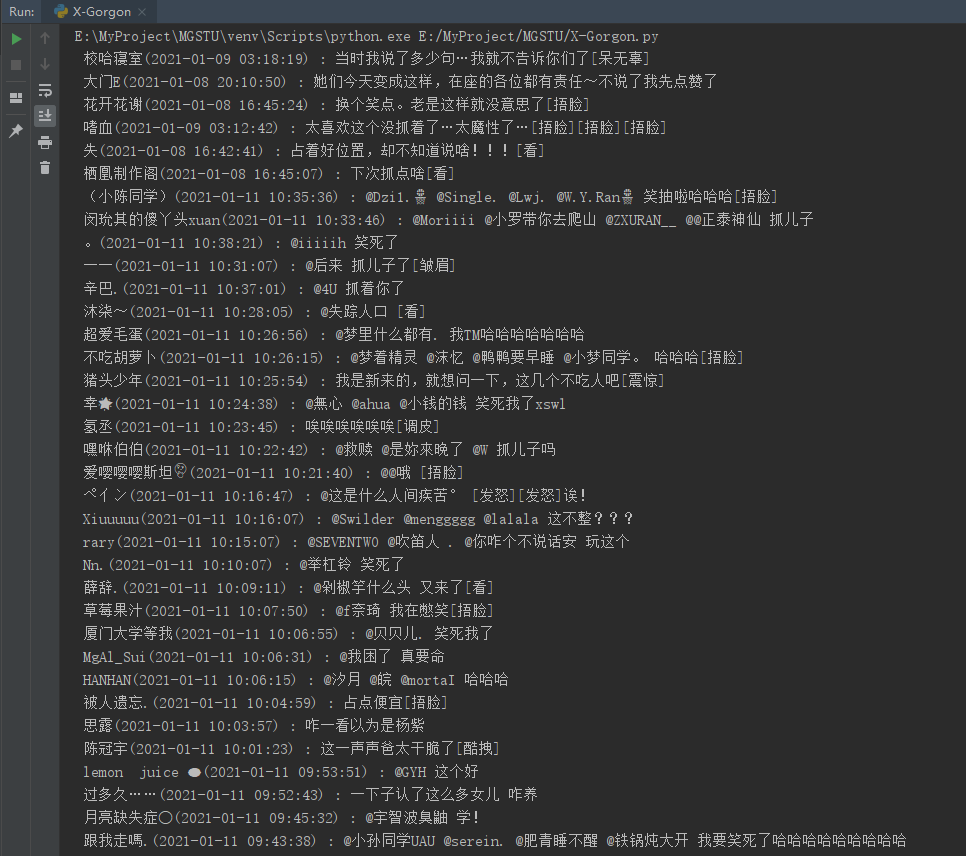 Run: X-Gorgon
E:\MyProject\MGSTU\venv\Scripts\python.exe E:/MyProject/MGSTU/X-Gorgon.py
校哈寝室(2021-01-09 03:18:19) : 当时我说了多少句…我就不告诉你们了[呆无辜]
大门E(2021-01-08 20:10:50) : 她们今天变成这样，在座的各位都有责任～不说了我先点赞了
花开花谢(2021-01-08 16:45:24) : 换个笑点。老是这样就没意思了[捂脸]
嗜血(2021-01-09 03:12:42) : 太喜欢这个没抓着了…太魔性了…[捂脸][捂脸][捂脸]
失(2021-01-08 16:42:41) : 占着好位置，却不知道说啥！！！[看]
栖凰制作阁(2021-01-08 16:45:07) : 下次抓点啥[看]
（小陈同学）(2021-01-11 10:35:36) : @Dzi1. @Single. @Lwj. @W.Y.Ran 笑抽啦哈哈哈[捂脸]
闵玧其的傻丫头xuan(2021-01-11 10:33:46) : @Moriiii @小罗带你去爬山 @ZXURAN__ @@正泰神仙 抓儿子
。(2021-01-11 10:38:21) : @iiiiih 笑死了
一一(2021-01-11 10:31:07) : @后来 抓儿子了[皱眉]
辛巴.(2021-01-11 10:37:01) : @4U 抓着你了
沐柒～(2021-01-11 10:28:05) : @失踪人口 [看]
超爱毛蛋(2021-01-11 10:26:56) : @梦里什么都有. 我TM哈哈哈哈哈哈哈
不吃胡萝卜(2021-01-11 10:26:15) : @梦着精灵 @沫忆 @鸭鸭要早睡 @小梦同学。 哈哈哈[捂脸]
猪头少年(2021-01-11 10:25:54) : 我是新来的，就想问一下，这几个不吃人吧[震惊]
幸★(2021-01-11 10:24:38) : @無心 @ahua @小钱的钱 笑死我了xswl
氢丞(2021-01-11 10:23:45) : 唉唉唉唉唉唉[调皮]
嘿咻伯伯(2021-01-11 10:22:42) : @救赎 @是妳來晚了 @W 抓儿子吗
爱嘤嘤嘤斯坦(2021-01-11 10:21:40) : @@哦 [捂脸]
ペイン(2021-01-11 10:16:47) : @这是什么人间疾苦° [发怒][发怒]诶!
Xiuuuuu(2021-01-11 10:16:07) : @Swilder @menggggg @lalala 这不整？？？
rary(2021-01-11 10:15:07) : @SEVENTWO @吹笛人 . @你咋个不说话安 玩这个
Nn.(2021-01-11 10:10:07) : @举杠铃 笑死了
薛辞.(2021-01-11 10:09:11) : @剁椒竽什么头 又来了[看]
草莓果汁(2021-01-11 10:07:50) : @f奈琦 我在憋笑[捂脸]
厦门大学等我(2021-01-11 10:06:55) : @贝贝儿. 笑死我了
MgAl_Sui(2021-01-11 10:06:31) : @我困了 真要命
HANHAN(2021-01-11 10:06:15) : @汐月 @皖 @mortaI 哈哈哈
被人遗忘.(2021-01-11 10:04:59) : 占点便宜[捂脸]
思露(2021-01-11 10:03:57) : 咋一看以为是杨紫
陈冠宇(2021-01-11 10:01:23) : 这一声声爸太干脆了[酷拽]
lemon juice (2021-01-11 09:53:51) : @GYH 这个好
过多久……(2021-01-11 09:52:43) : 一下子认了这么多女儿 咋养
月亮缺失症〇(2021-01-11 09:45:32) : @宇智波臭鼬 学!
跟我走嗎.(2021-01-11 09:43:38) : @小孙同学UAU @serein. @肥青睡不醒 @铁锅炖大开 我要笑死了哈哈哈哈哈哈哈哈哈